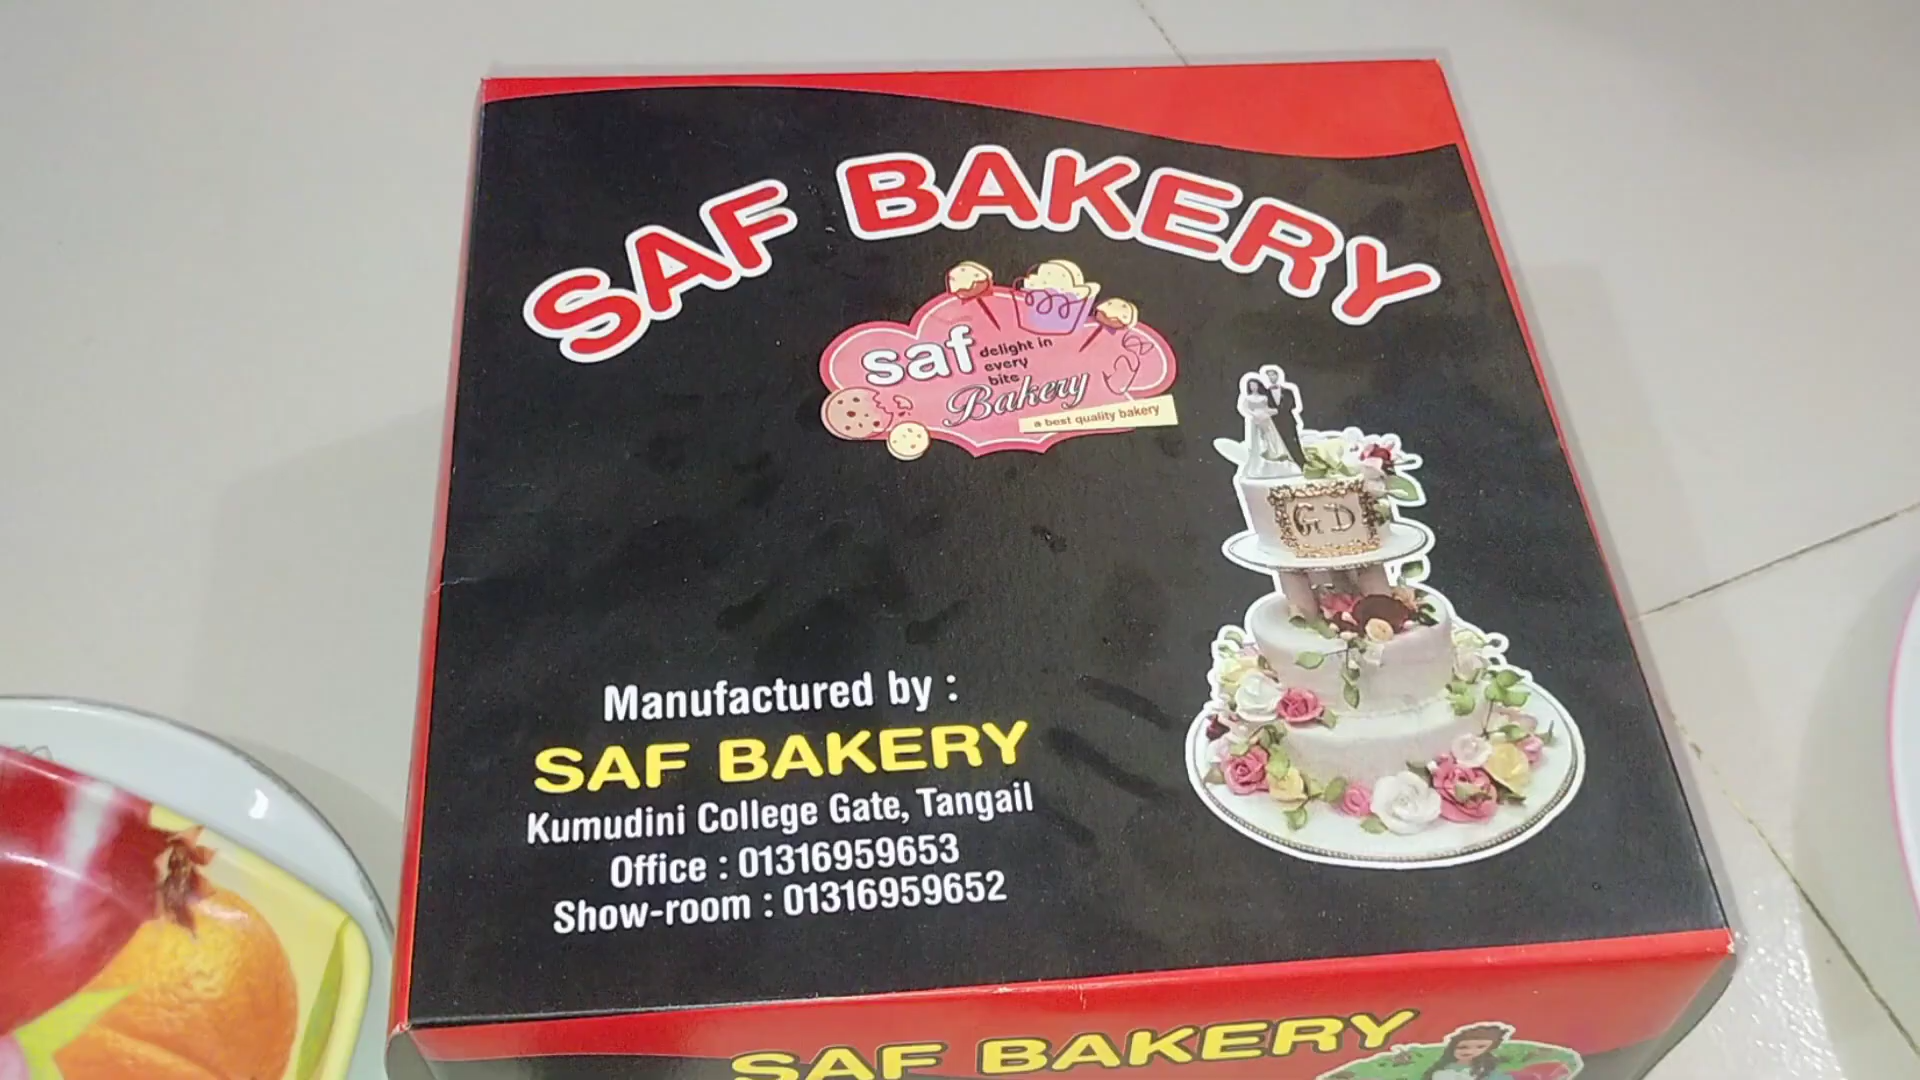 SAF BAKERY
saf
delight in
every
bite
Bakery
a best quality bakery
GD
Manufactured by :
SAF BAKERY
Kumudini College Gate, Tangail
Office : 01316959653
Show-room : 01316959652
SAF BAKERY